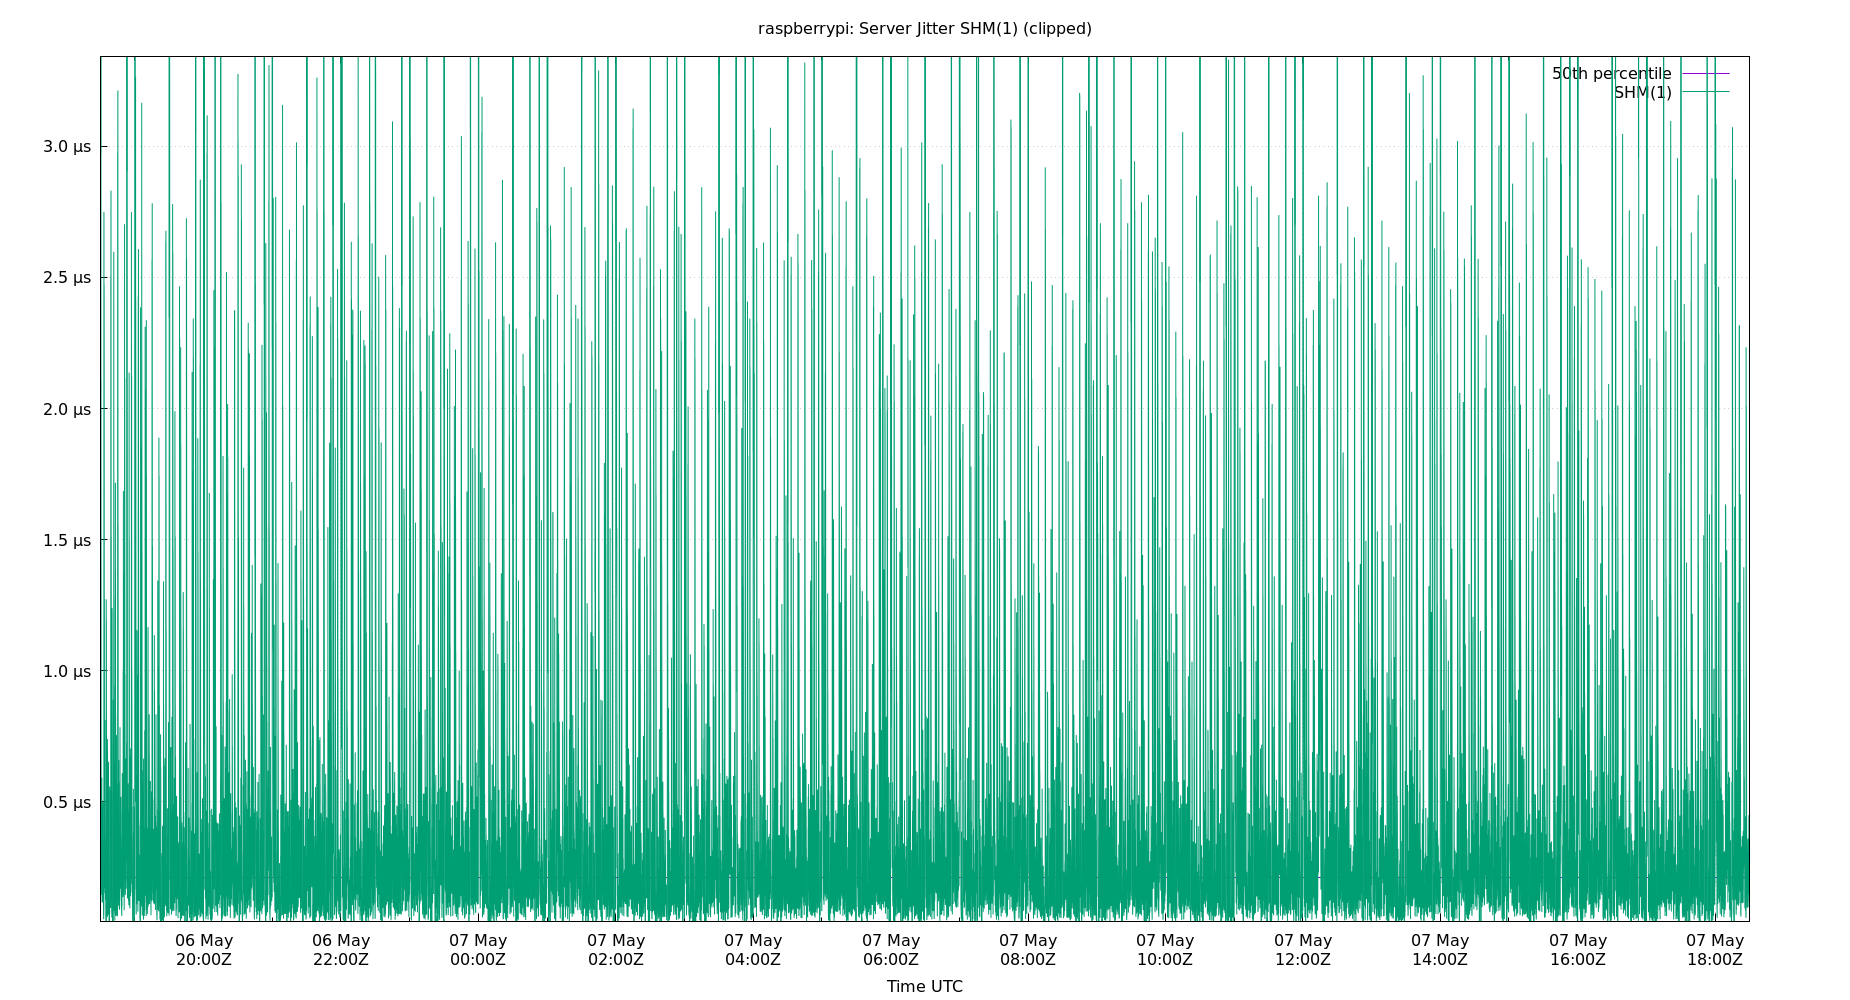 raspberrypi: Server Jitter SHM(1) (clipped)
50th percentile
SHM(1)
3.0 µs
2.5 µs
2.0 µs
1.5 µs
1.0 µs
0.5 µs
06 May 06 May 07 May 07 May 07 May 07 May 07 May 07 May 07 May 07 May 07 May 07 May
20:00Z 22:00Z 00:00Z 02:00Z 04:00Z 06:00Z 08:00Z 10:00Z 12:00Z 14:00Z 16:00Z 18:00Z
Time UTC